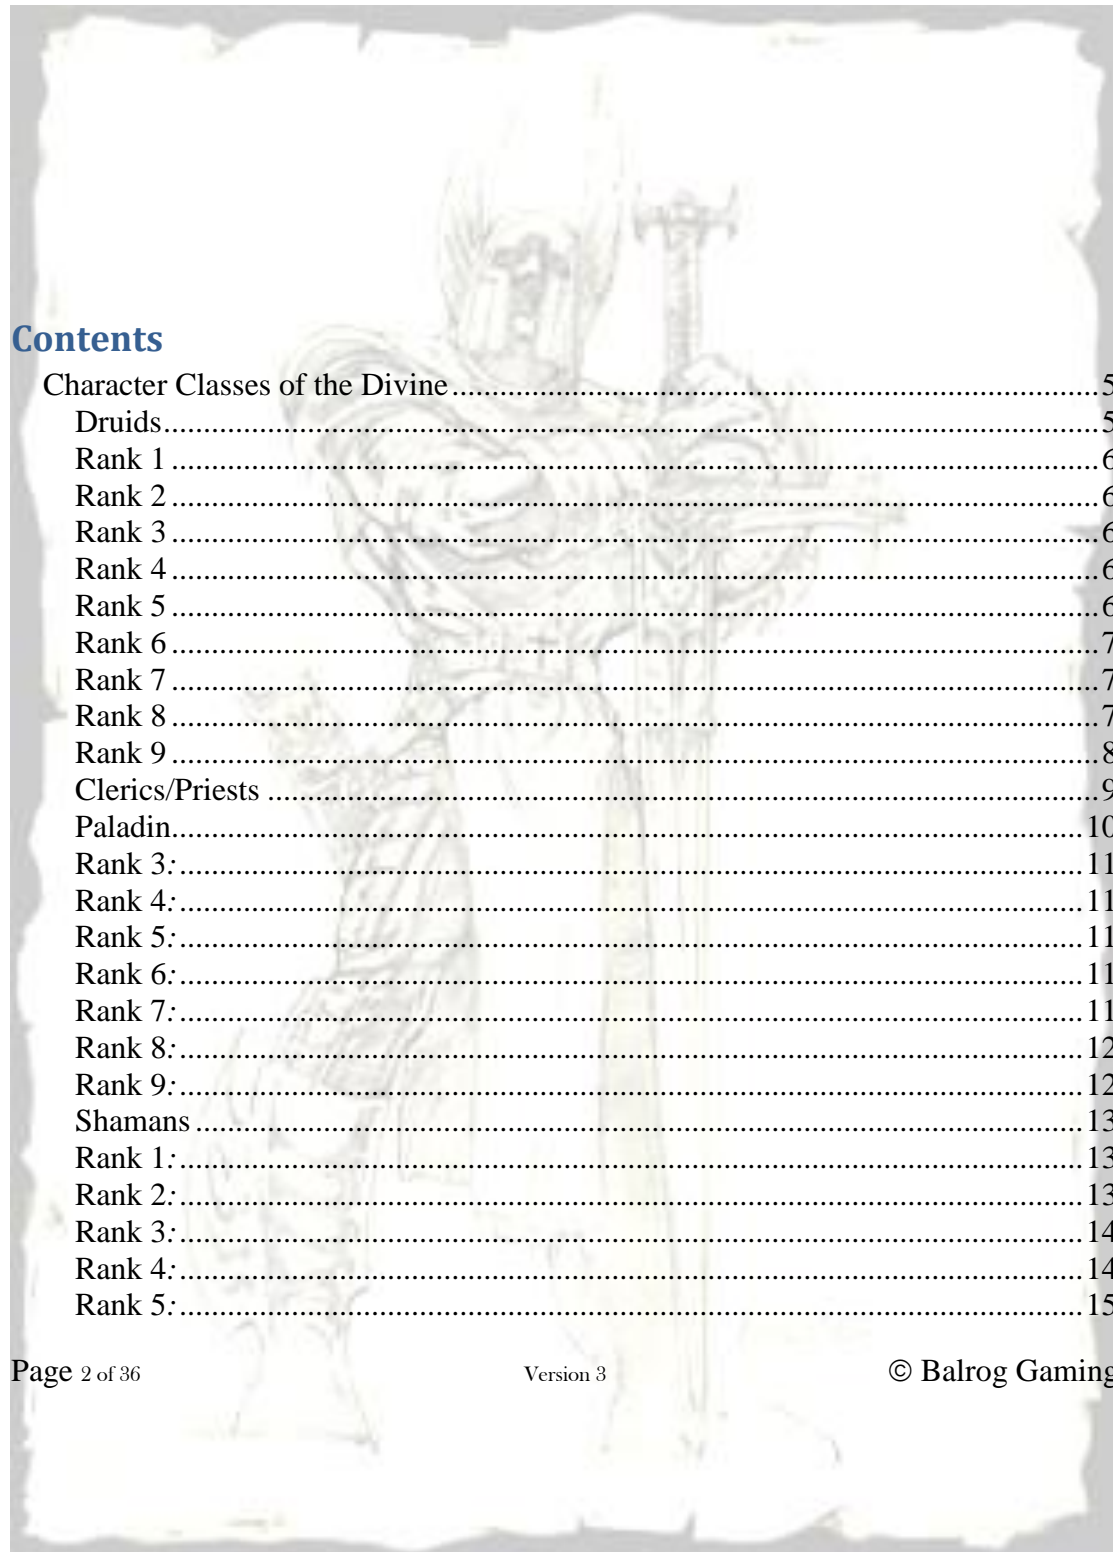 Contents
Character Classes of the Divine.......................................................................................5
Druids.......................................................................................5
Rank 1.......................................................................................6
Rank 2.......................................................................................6
Rank 3.......................................................................................6
Rank 4.......................................................................................6
Rank 5.......................................................................................6
Rank 6.......................................................................................7
Rank 7.......................................................................................7
Rank 8.......................................................................................7
Rank 9.......................................................................................8
Clerics/Priests.......................................................................................9
Paladin.......................................................................................10
Rank 3:.......................................................................................11
Rank 4:.......................................................................................11
Rank 5:.......................................................................................11
Rank 6:.......................................................................................11
Rank 7:.......................................................................................11
Rank 8:.......................................................................................12
Rank 9:.......................................................................................12
Shamans.......................................................................................13
Rank 1:.......................................................................................13
Rank 2:.......................................................................................13
Rank 3:.......................................................................................14
Rank 4:.......................................................................................14
Rank 5:.......................................................................................15
Page 2 of 36 Version 3 © Balrog Gaming